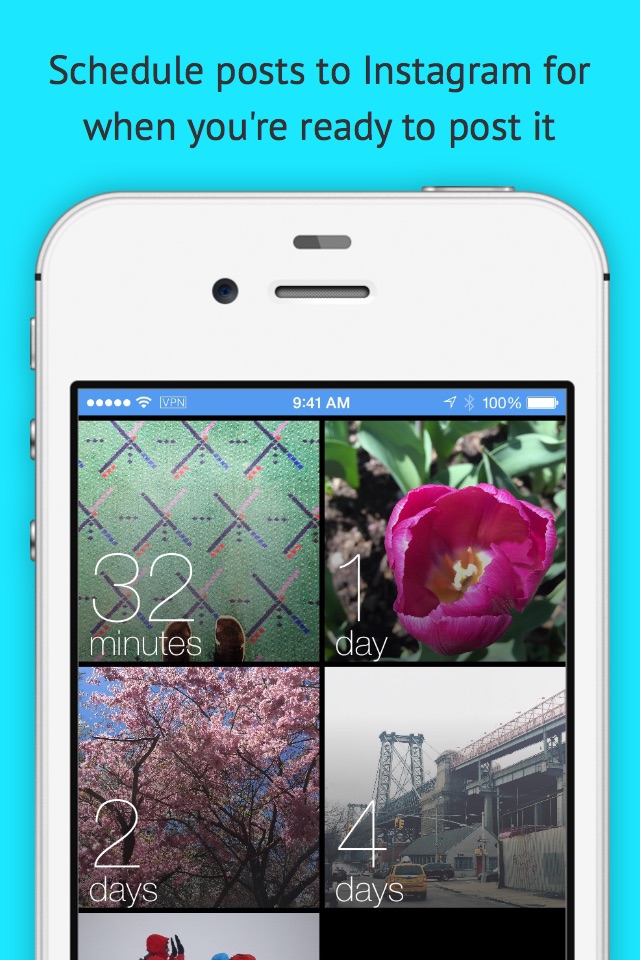 Schedule posts to Instagram for
when you're ready to post it
VPN 9:41 AM 100%
32
minutes
1
day
2
days
4
days